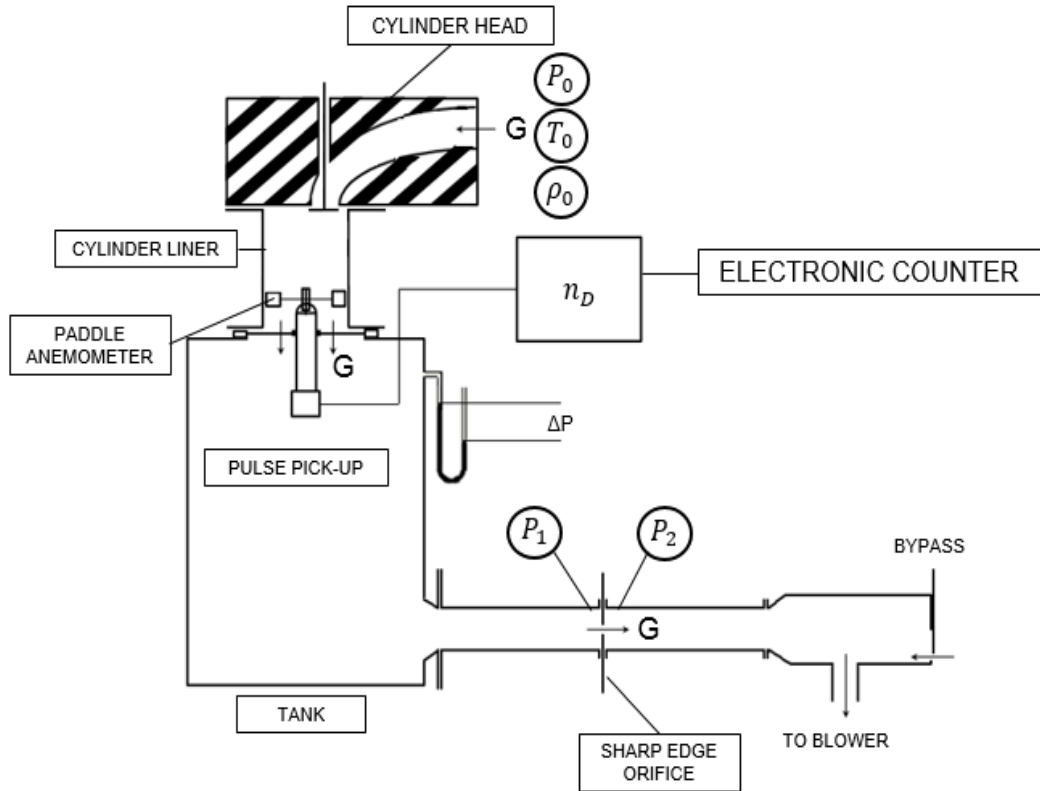 CYLINDER HEAD
P₀
G
T₀
ρ₀
CYLINDER LINER
n_D
ELECTRONIC COUNTER
PADDLE
ANEMOMETER
G
ΔP
PULSE PICK-UP
P₁
P₂
BYPASS
G
TANK
SHARP EDGE
ORIFICE
TO BLOWER